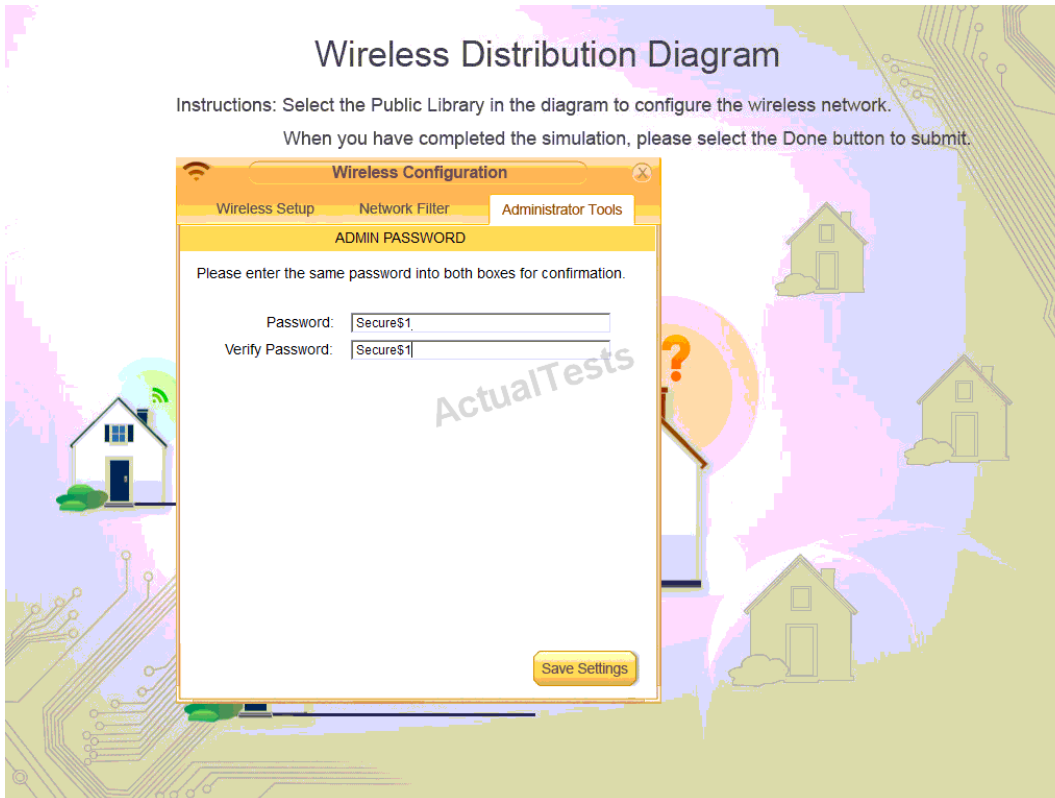 Wireless Distribution Diagram
Instructions: Select the Public Library in the diagram to configure the wireless network.
When you have completed the simulation, please select the Done button to submit.
Wireless Configuration
X
Wireless Setup Network Filter Administrator Tools
ADMIN PASSWORD
Please enter the same password into both boxes for confirmation.
Password: Secure$1
Verify Password: Secure$1
?
ActualTests
Save Settings